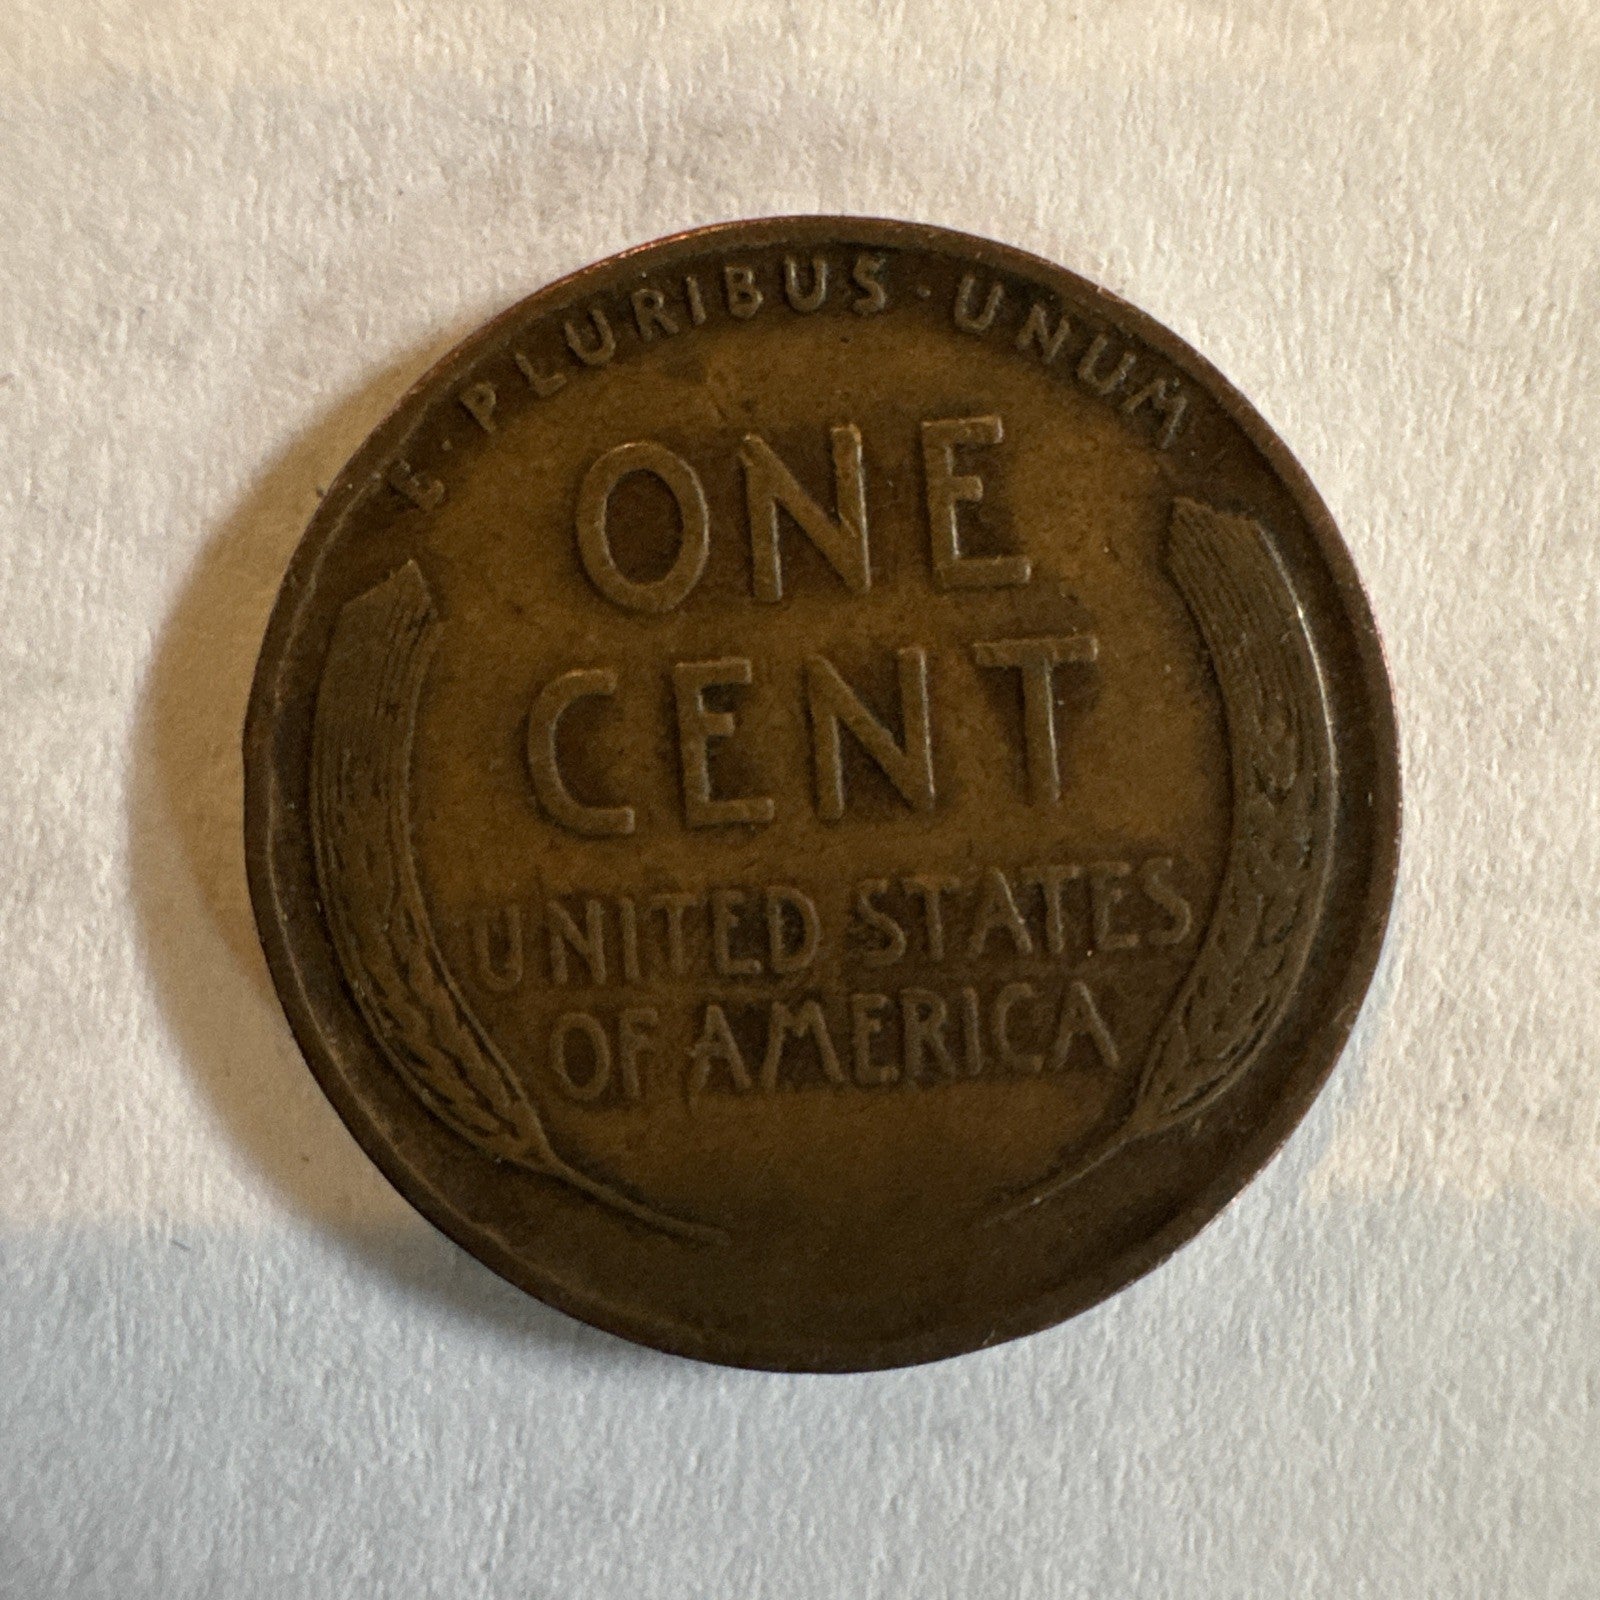 E·PLURIBUS·UNUM
ONE
CENT
UNITED STATES
OF AMERICA